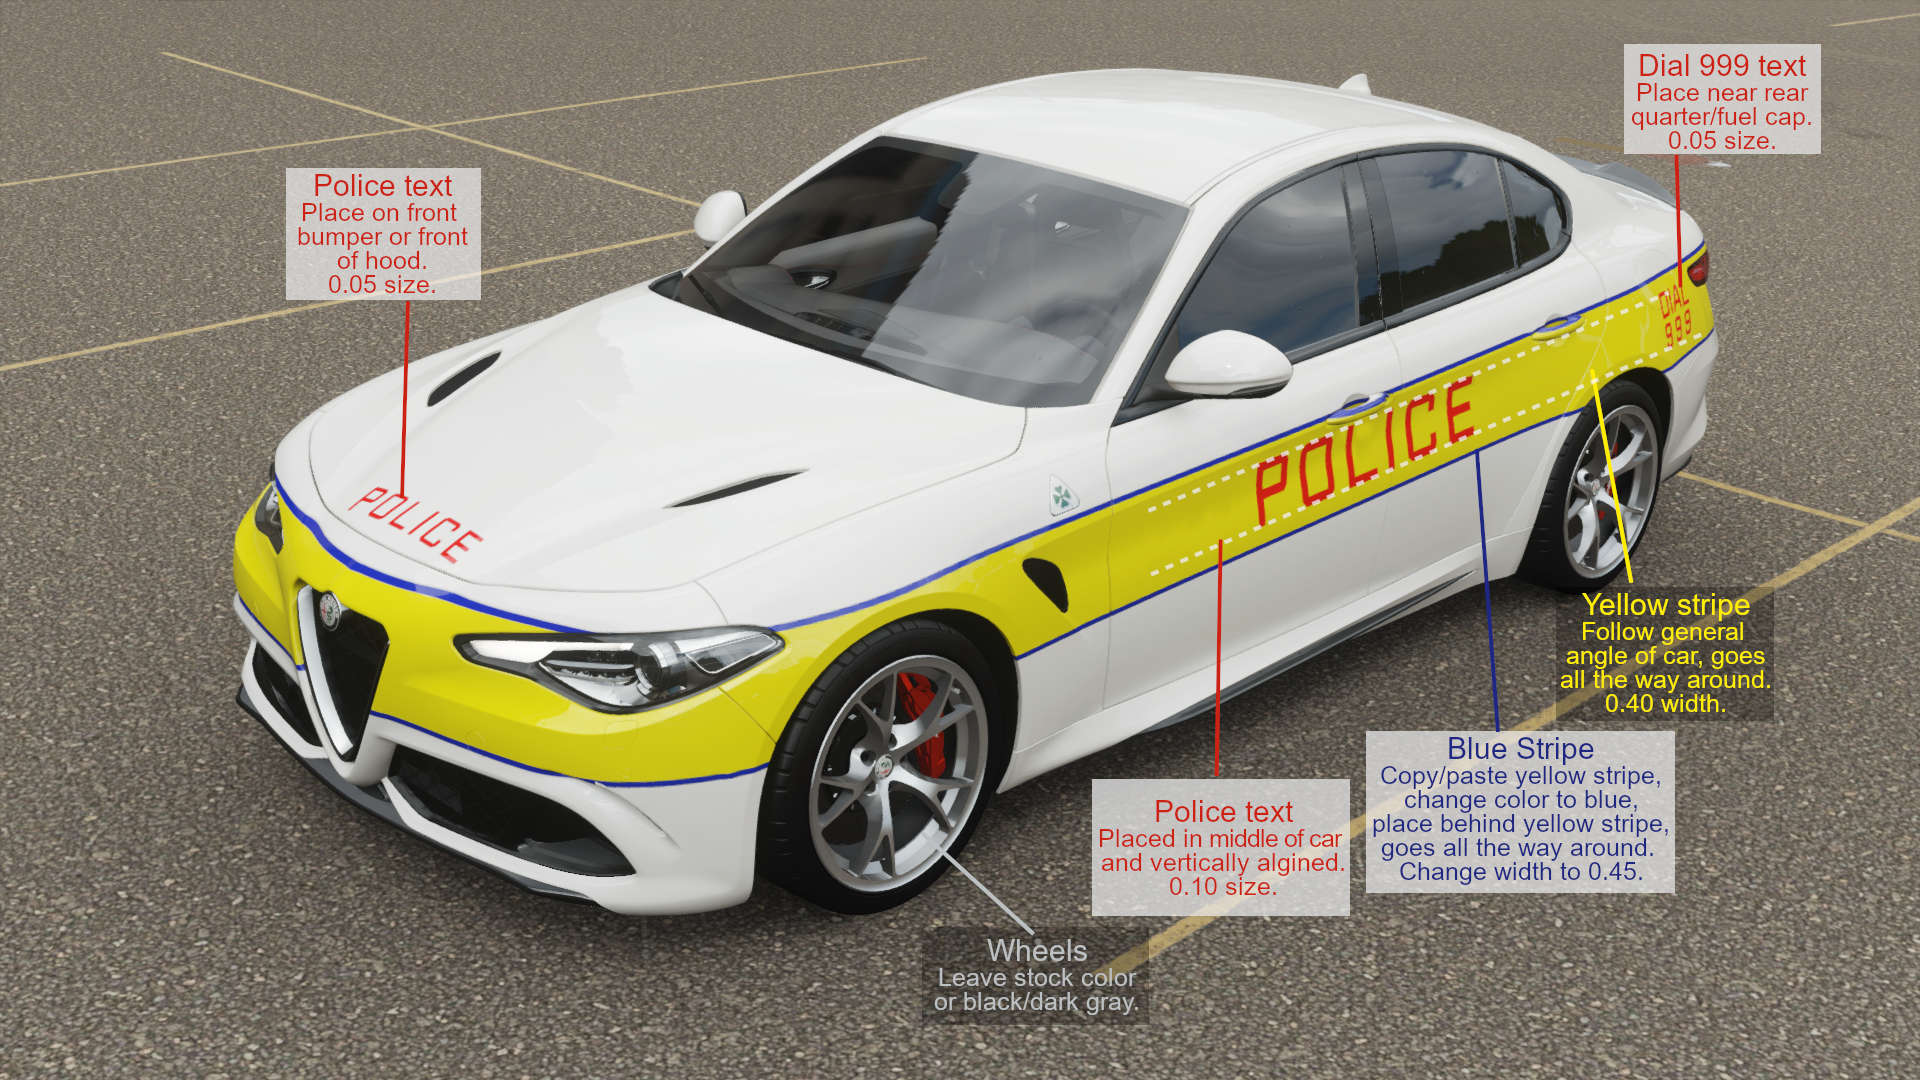 Dial 999 text
Place near rear
quarter/fuel cap.
0.05 size.
Police text
Place on front
bumper or front
of hood.
0.05 size.
DIAL
999
POLICE
POLICE
Yellow stripe
Follow general
angle of car, goes
all the way around.
0.40 width.
Blue Stripe
Copy/paste yellow stripe,
change color to blue,
place behind yellow stripe,
goes all the way around.
Change width to 0.45.
Police text
Placed in middle of car
and vertically algined.
0.10 size.
Wheels
Leave stock color
or black/dark gray.